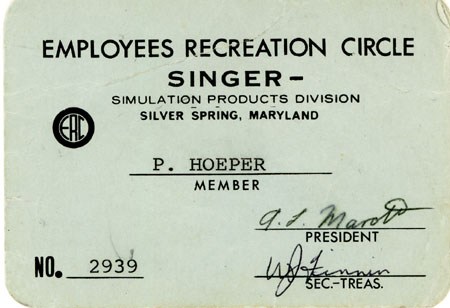 EMPLOYEES RECREATION CIRCLE
SINGER-
SIMULATION PRODUCTS DIVISION
SILVER SPRING, MARYLAND
ERC
P. HOEPER
MEMBER
PRESIDENT
NO. 2939
SEC.-TREAS.